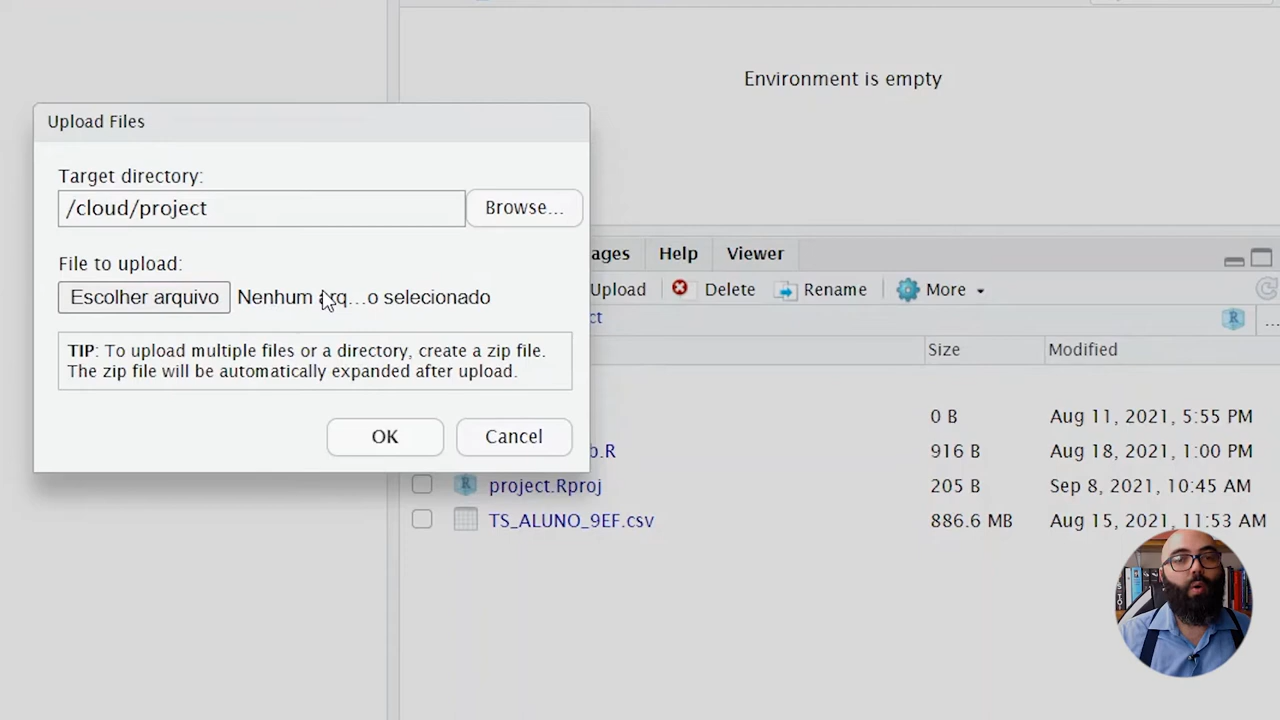 Environment is empty
Upload Files
Target directory:
/cloud/project Browse...
File to upload:
Escolher arquivo Nenhum arq...o selecionado
TIP: To upload multiple files or a directory, create a zip file.
The zip file will be automatically expanded after upload.
OK Cancel
ages Help Viewer
Upload Delete Rename More
ct ...
Size Modified
0 B Aug 11, 2021, 5:55 PM
b.R 916 B Aug 18, 2021, 1:00 PM
project.Rproj 205 B Sep 8, 2021, 10:45 AM
TS_ALUNO_9EF.csv 886.6 MB Aug 15, 2021, 11:53 AM